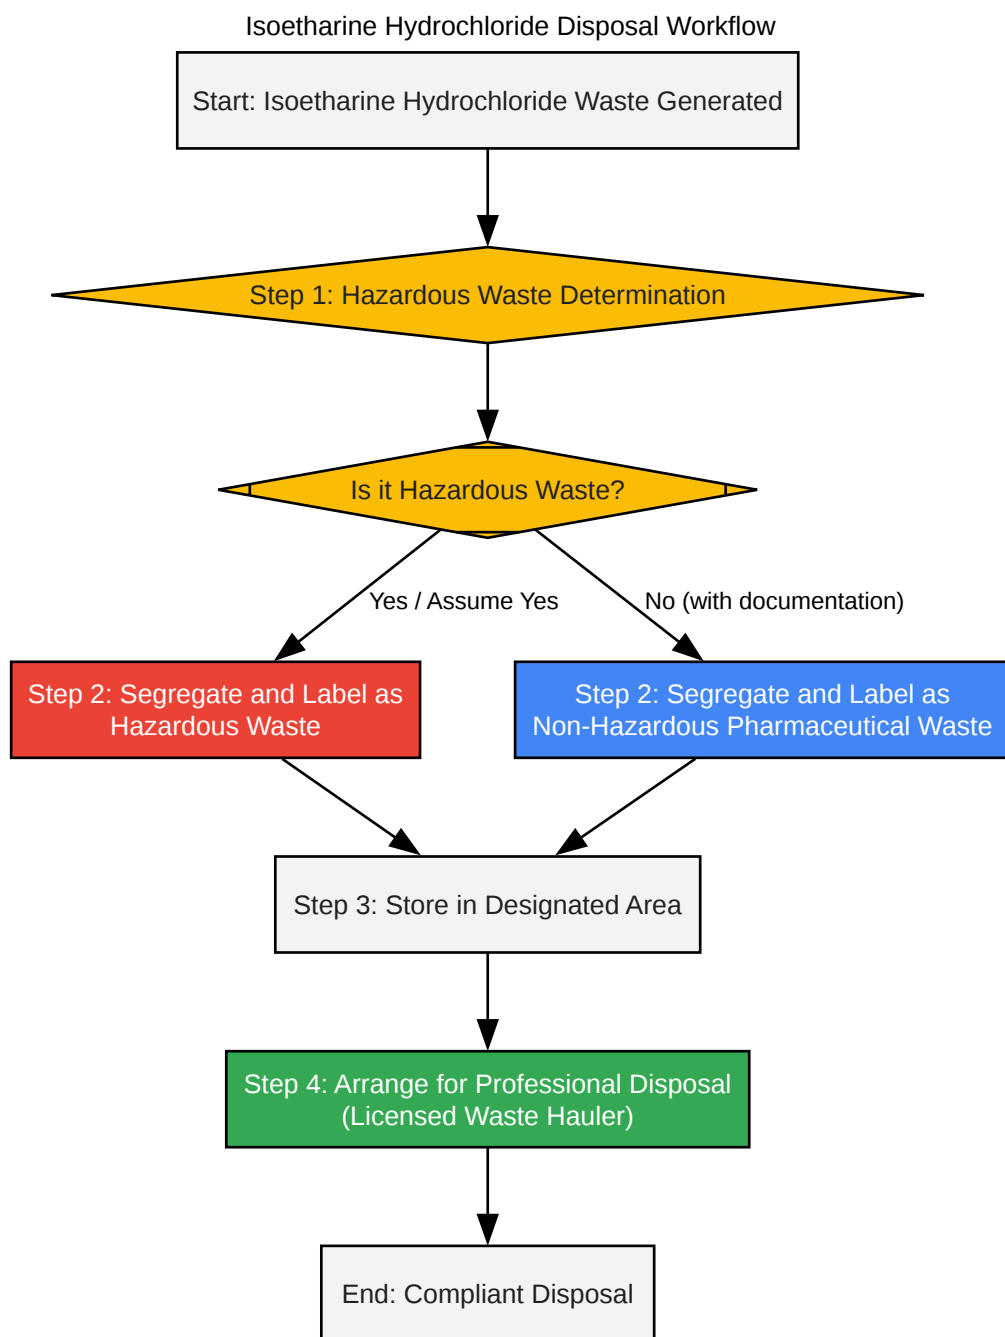 Isoetharine Hydrochloride Disposal Workflow
Start: Isoetharine Hydrochloride Waste Generated
Step 1: Hazardous Waste Determination
Is it Hazardous Waste?
Yes / Assume Yes
No (with documentation)
Step 2: Segregate and Label as
Hazardous Waste
Step 2: Segregate and Label as
Non-Hazardous Pharmaceutical Waste
Step 3: Store in Designated Area
Step 4: Arrange for Professional Disposal
(Licensed Waste Hauler)
End: Compliant Disposal